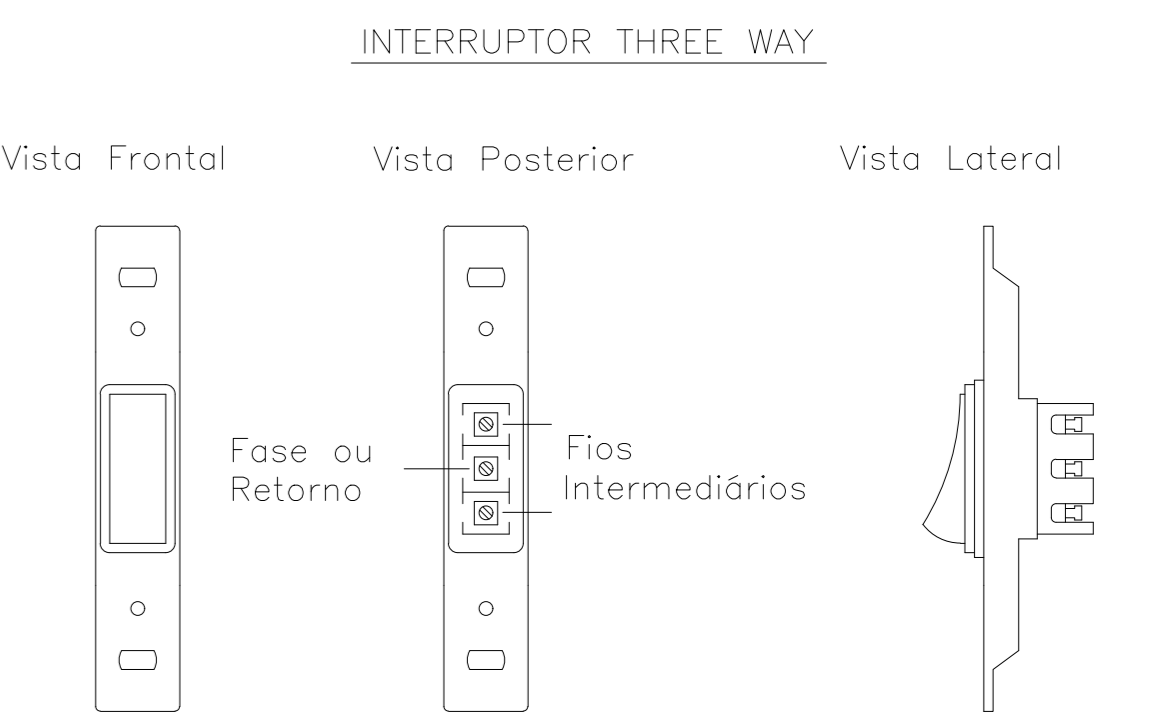 INTERRUPTOR THREE WAY
Vista Frontal
Vista Posterior
Vista Lateral
Fase ou
Retorno
Fios
Intermediários